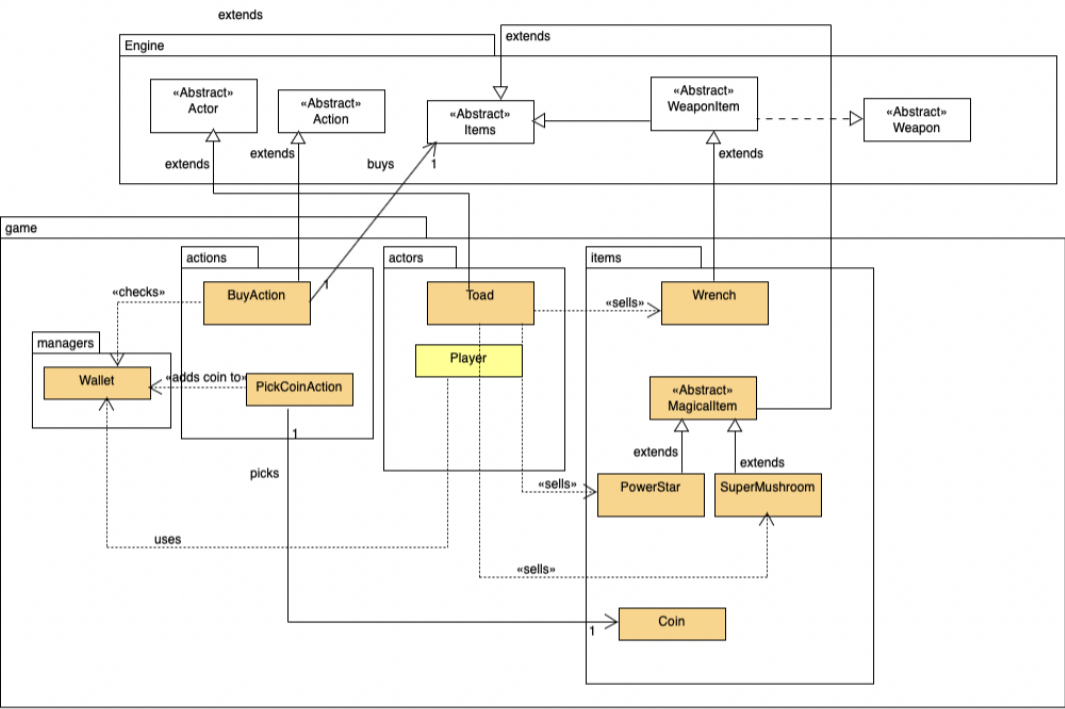 extends
extends
Engine
«Abstract»
Actor
«Abstract»
Action
«Abstract»
Items
«Abstract»
WeaponItem
«Abstract»
Weapon
extends
extends
buys
1
extends
game
actions
actors
items
BuyAction
1
Toad
«sells»
Wrench
«checks»
managers
Wallet
«adds coin to»
PickCoinAction
Player
«Abstract»
MagicalItem
1
extends
extends
picks
«sells»
PowerStar
SuperMushroom
uses
«sells»
Coin
1